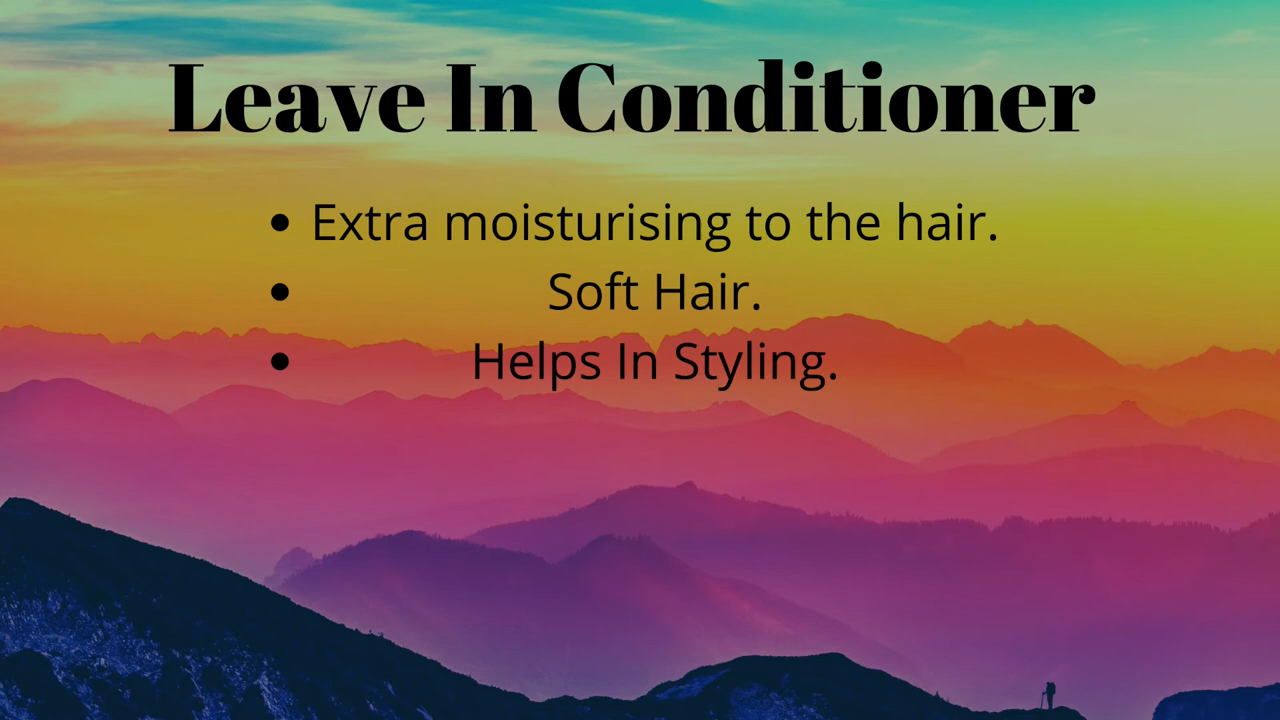 Leave In Conditioner
• Extra moisturising to the hair.
• Soft Hair.
• Helps In Styling.